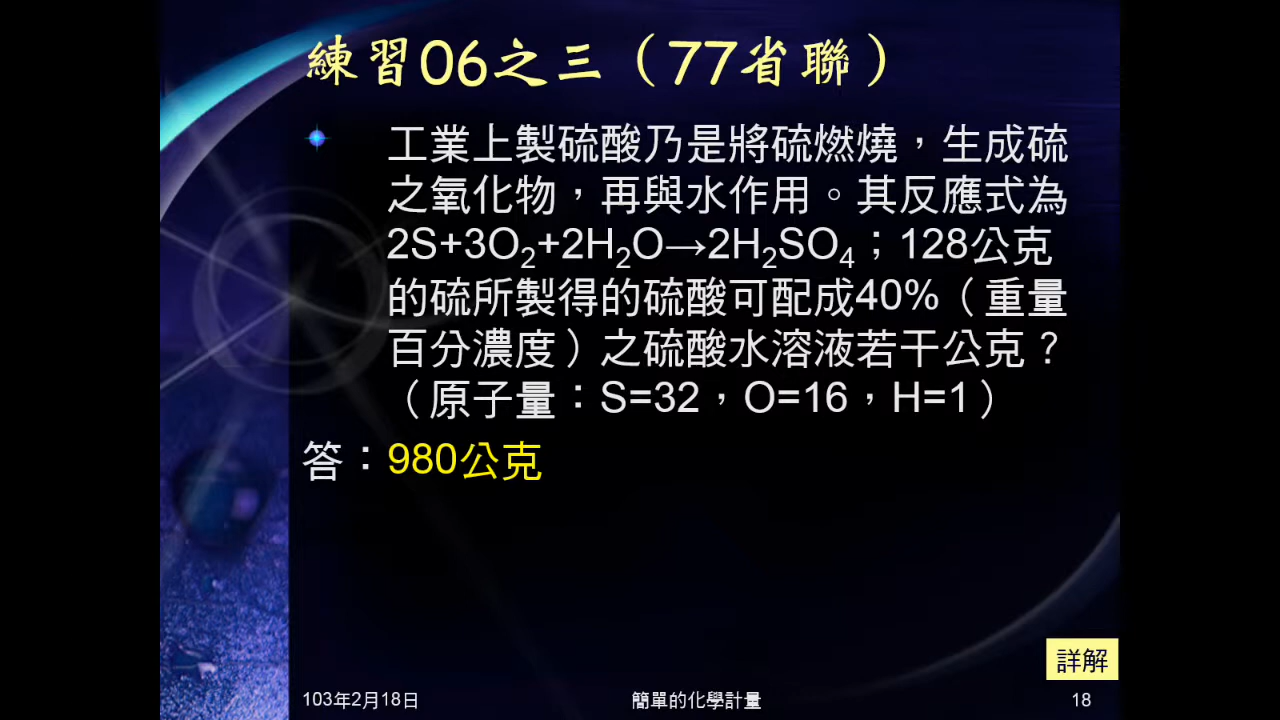 練習06之三（77省聯）
工業上製硫酸乃是將硫燃燒，生成硫
之氧化物，再與水作用。其反應式為
2S+3O₂+2H₂O→2H₂SO₄；128公克
的硫所製得的硫酸可配成40%（重量
百分濃度）之硫酸水溶液若干公克？
（原子量：S=32，O=16，H=1）
答：980公克
詳解
103年2月18日
簡單的化學計量
18